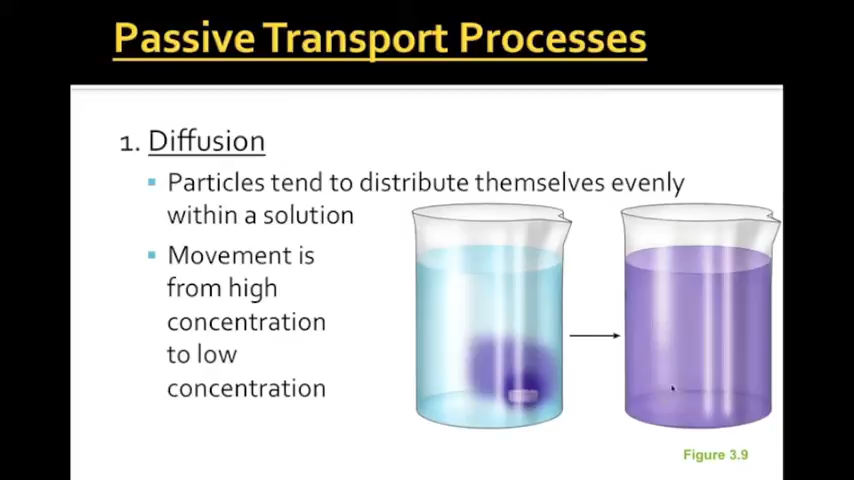 Passive Transport Processes
1. Diffusion
▪ Particles tend to distribute themselves evenly
within a solution
▪ Movement is
from high
concentration
to low
concentration
Figure 3.9